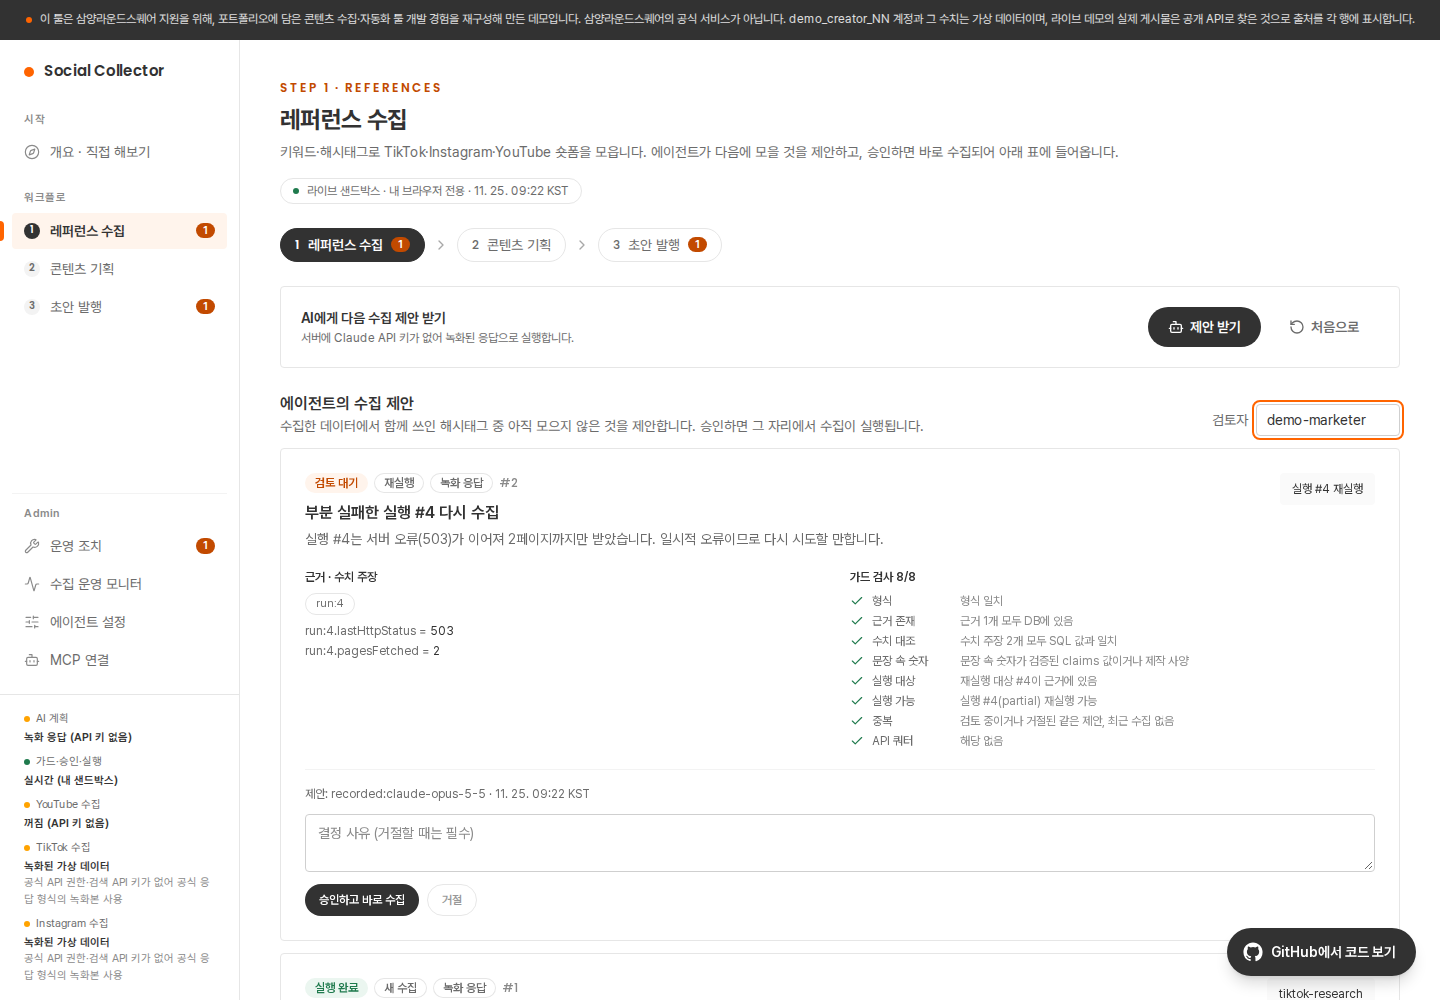 이 툴은 삼양라운드스퀘어 지원을 위해, 포트폴리오에 담은 콘텐츠 수집·자동화 툴 개발 경험을 재구성해 만든 데모입니다. 삼양라운드스퀘어의 공식 서비스가 아닙니다. demo_creator_NN 계정과 그 수치는 가상 데이터이며, 라이브 데모의 실제 게시물은 공개 API로 찾은 것으로 출처를 각 행에 표시합니다.
Social Collector
시작
개요 · 직접 해보기
워크플로
1 레퍼런스 수집 1
2 콘텐츠 기획
3 초안 발행 1
Admin
운영 조치 1
수집 운영 모니터
에이전트 설정
MCP 연결
AI 계획
녹화 응답 (API 키 없음)
가드·승인·실행
실시간 (내 샌드박스)
YouTube 수집
꺼짐 (API 키 없음)
TikTok 수집
녹화된 가상 데이터
공식 API 권한·검색 API 키가 없어 공식 응
답 형식의 녹화본 사용
Instagram 수집
녹화된 가상 데이터
공식 API 권한·검색 API 키가 없어 공식 응
답 형식의 녹화본 사용
STEP 1 · REFERENCES
레퍼런스 수집
키워드·해시태그로 TikTok·Instagram·YouTube 숏폼을 모읍니다. 에이전트가 다음에 모을 것을 제안하고, 승인하면 바로 수집되어 아래 표에 들어옵니다.
라이브 샌드박스 · 내 브라우저 전용 · 11. 25. 09:22 KST
1 레퍼런스 수집 1 2 콘텐츠 기획 3 초안 발행 1
AI에게 다음 수집 제안 받기
서버에 Claude API 키가 없어 녹화된 응답으로 실행합니다.
제안 받기 처음으로
에이전트의 수집 제안
수집한 데이터에서 함께 쓰인 해시태그 중 아직 모으지 않은 것을 제안합니다. 승인하면 그 자리에서 수집이 실행됩니다.
검토자 demo-marketer
검토 대기 재실행 녹화 응답 #2
실행 #4 재실행
부분 실패한 실행 #4 다시 수집
실행 #4는 서버 오류(503)가 이어져 2페이지까지만 받았습니다. 일시적 오류이므로 다시 시도할 만합니다.
근거 · 수치 주장
run:4
run:4.lastHttpStatus = 503
run:4.pagesFetched = 2
가드 검사 8/8
형식 형식 일치
근거 존재 근거 1개 모두 DB에 있음
수치 대조 수치 주장 2개 모두 SQL 값과 일치
문장 속 숫자 문장 속 숫자가 검증된 claims 값이거나 제작 사양
실행 대상 재실행 대상 #4이 근거에 있음
실행 가능 실행 #4(partial) 재실행 가능
중복 검토 중이거나 거절된 같은 제안, 최근 수집 없음
API 쿼터 해당 없음
제안: recorded:claude-opus-5-5 · 11. 25. 09:22 KST
결정 사유 (거절할 때는 필수)
승인하고 바로 수집 거절
GitHub에서 코드 보기
실행 완료 새 수집 녹화 응답 #1
tiktok-research